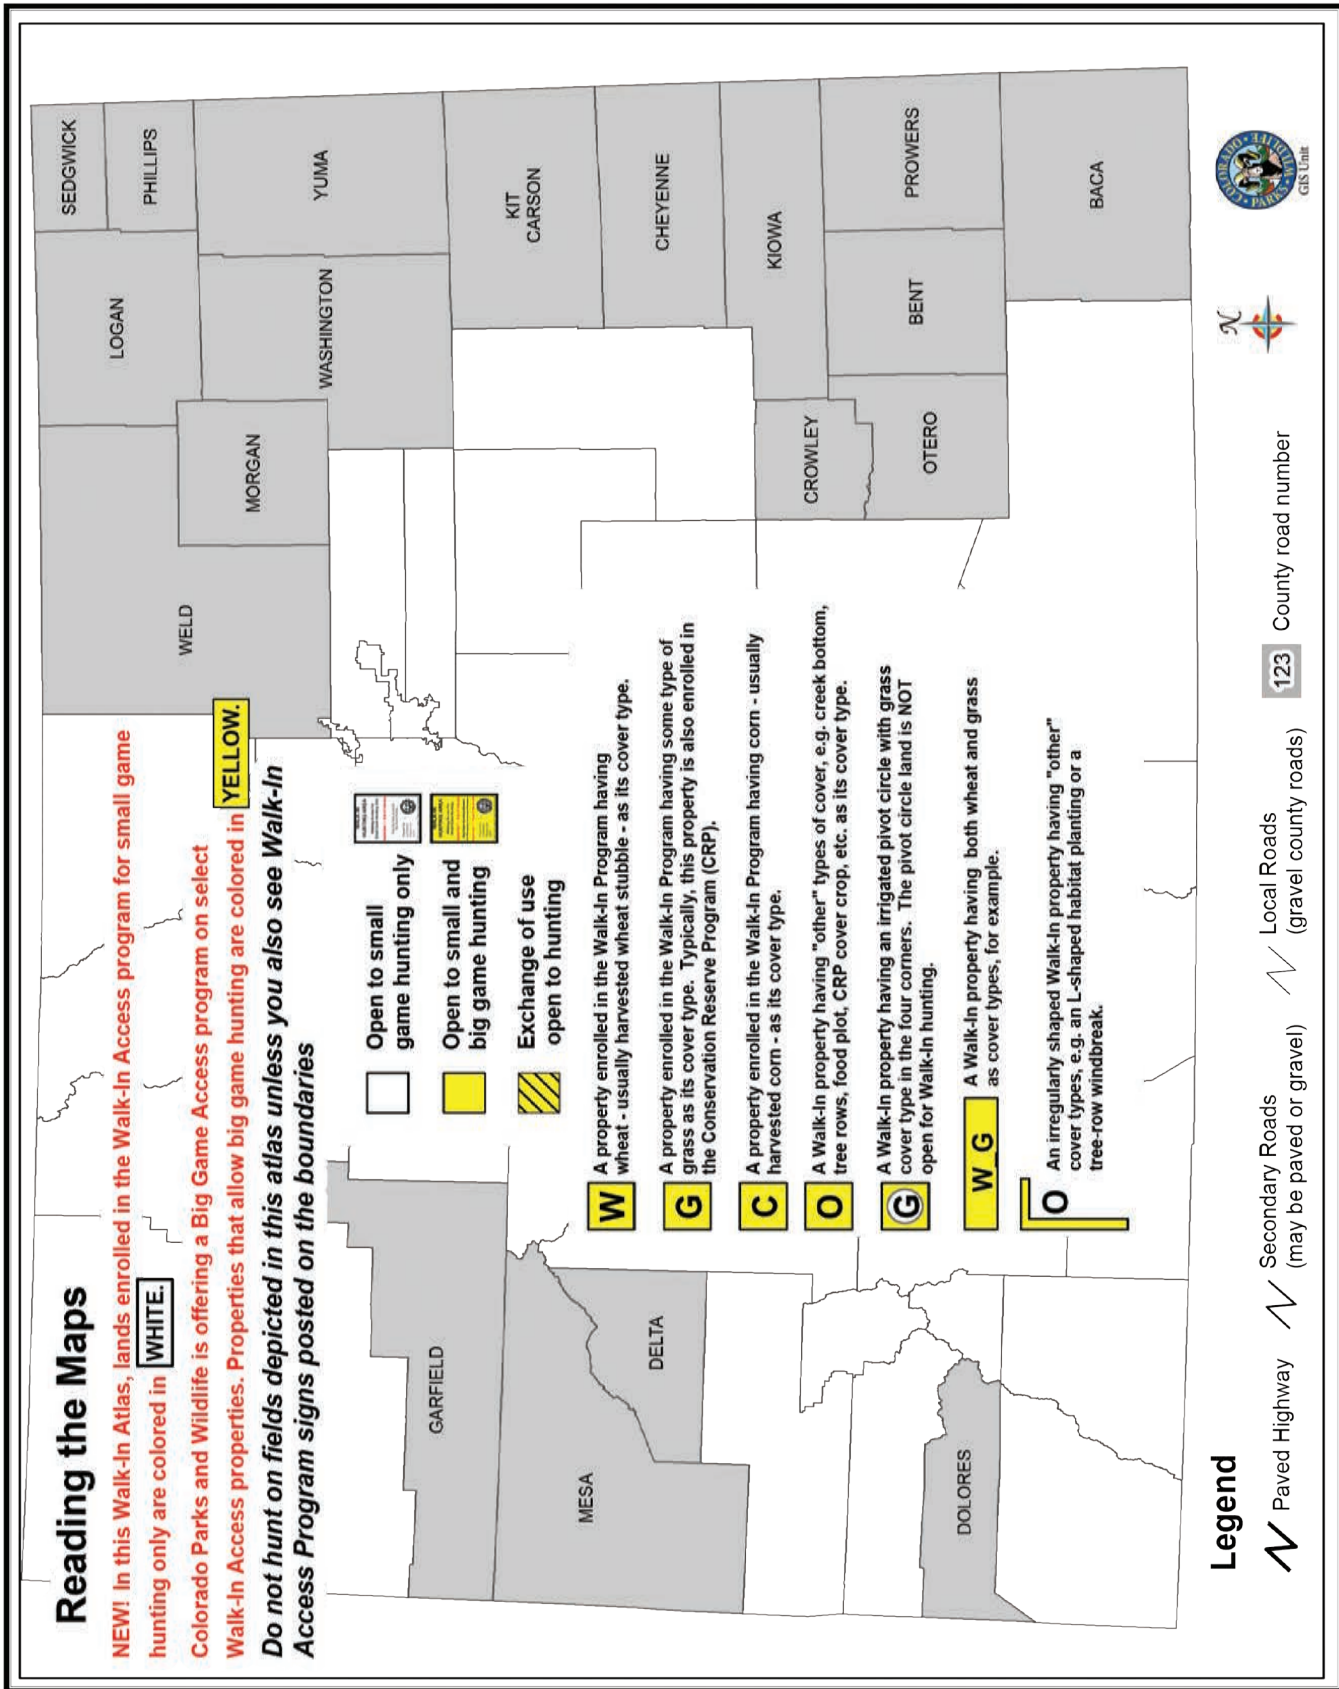 Reading the Maps
NEW! In this Walk-In Atlas, lands enrolled in the Walk-In Access program for small game
hunting only are colored in WHITE.
Colorado Parks and Wildlife is offering a Big Game Access program on select
Walk-In Access properties. Properties that allow big game hunting are colored in YELLOW.
Do not hunt on fields depicted in this atlas unless you also see Walk-In
Access Program signs posted on the boundaries
Open to small
game hunting only
Open to small and
big game hunting
Exchange of use
open to hunting
W
A property enrolled in the Walk-In Program having
wheat - usually harvested wheat stubble - as its cover type.
G
A property enrolled in the Walk-In Program having some type of
grass as its cover type. Typically, this property is also enrolled in
the Conservation Reserve Program (CRP).
C
A property enrolled in the Walk-In Program having corn - usually
harvested corn - as its cover type.
O
A Walk-In property having "other" types of cover, e.g. creek bottom,
tree rows, food plot, CRP cover crop, etc. as its cover type.
G
A Walk-In property having an irrigated pivot circle with grass
cover type in the four corners. The pivot circle land is NOT
open for Walk-In hunting.
W_G
A Walk-In property having both wheat and grass
as cover types, for example.
O
An irregularly shaped Walk-In property having "other"
cover types, e.g. an L-shaped habitat planting or a
tree-row windbreak.
SEDGWICK
PHILLIPS
LOGAN
WELD
MORGAN
WASHINGTON
YUMA
KIT
CARSON
CHEYENNE
KIOWA
CROWLEY
OTERO
BENT
PROWERS
BACA
GARFIELD
MESA
DELTA
DOLORES
Legend
Paved Highway
Secondary Roads
(may be paved or gravel)
Local Roads
(gravel county roads)
123
County road number
N
COLORADO PARKS WILDLIFE
GIS Unit